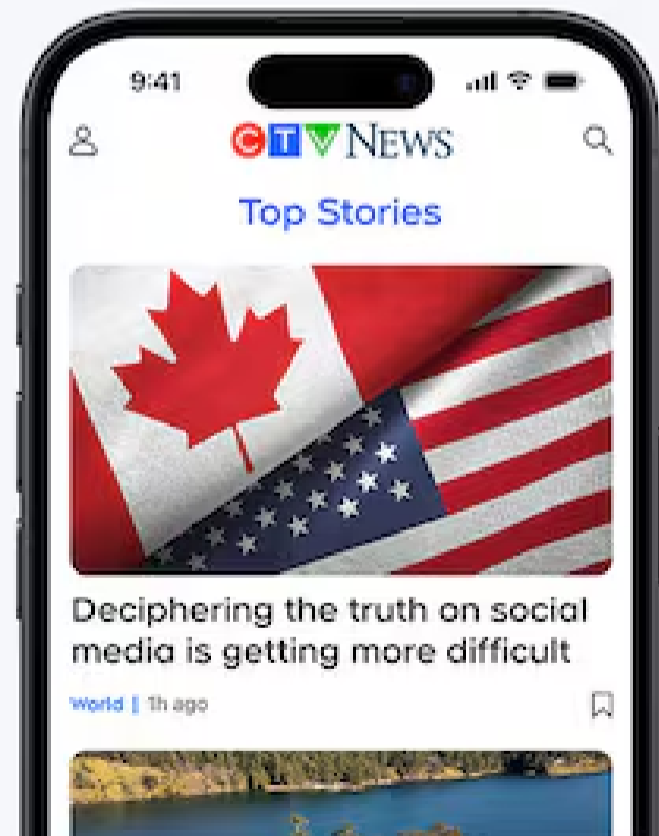 9:41
CTV NEWS
Top Stories
Deciphering the truth on social
media is getting more difficult
World | 1h ago